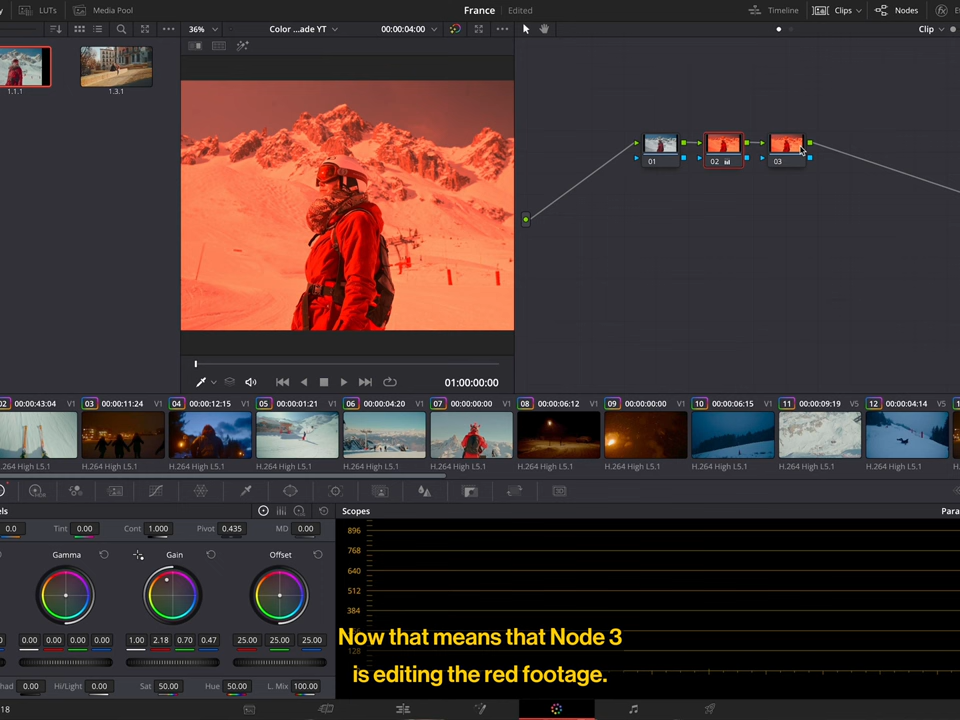 LUTs
Media Pool
France
Edited
Timeline
Clips
Nodes
36%
Color ...ade YT
00:00:04:00
Clip
1.1.1
1.3.1
01
02
03
01:00:00:00
02 00:00:43:04 V1
03 00:00:11:24 V1
04 00:00:12:15 V1
05 00:00:01:21 V1
06 00:00:04:20 V1
07 00:00:00:00 V1
08 00:00:06:12 V1
09 00:00:00:00 V1
10 00:00:06:15 V1
11 00:00:09:19 V5
12 00:00:04:14 V5
H.264 High L5.1
H.264 High L5.1
H.264 High L5.1
H.264 High L5.1
H.264 High L5.1
H.264 High L5.1
H.264 High L5.1
H.264 High L5.1
H.264 High L5.1
H.264 High L5.1
H.264 High L5.1
Scopes
0.0
Tint 0.00
Cont 1.000
Pivot 0.435
MD 0.00
Gamma
Gain
Offset
0.00 0.00 0.00 0.00
1.00 2.18 0.70 0.47
25.00 25.00 25.00
0.00
Hi/Light 0.00
Sat 50.00
Hue 50.00
L. Mix 100.00
896
768
640
512
384
128
Now that means that Node 3
is editing the red footage.
18